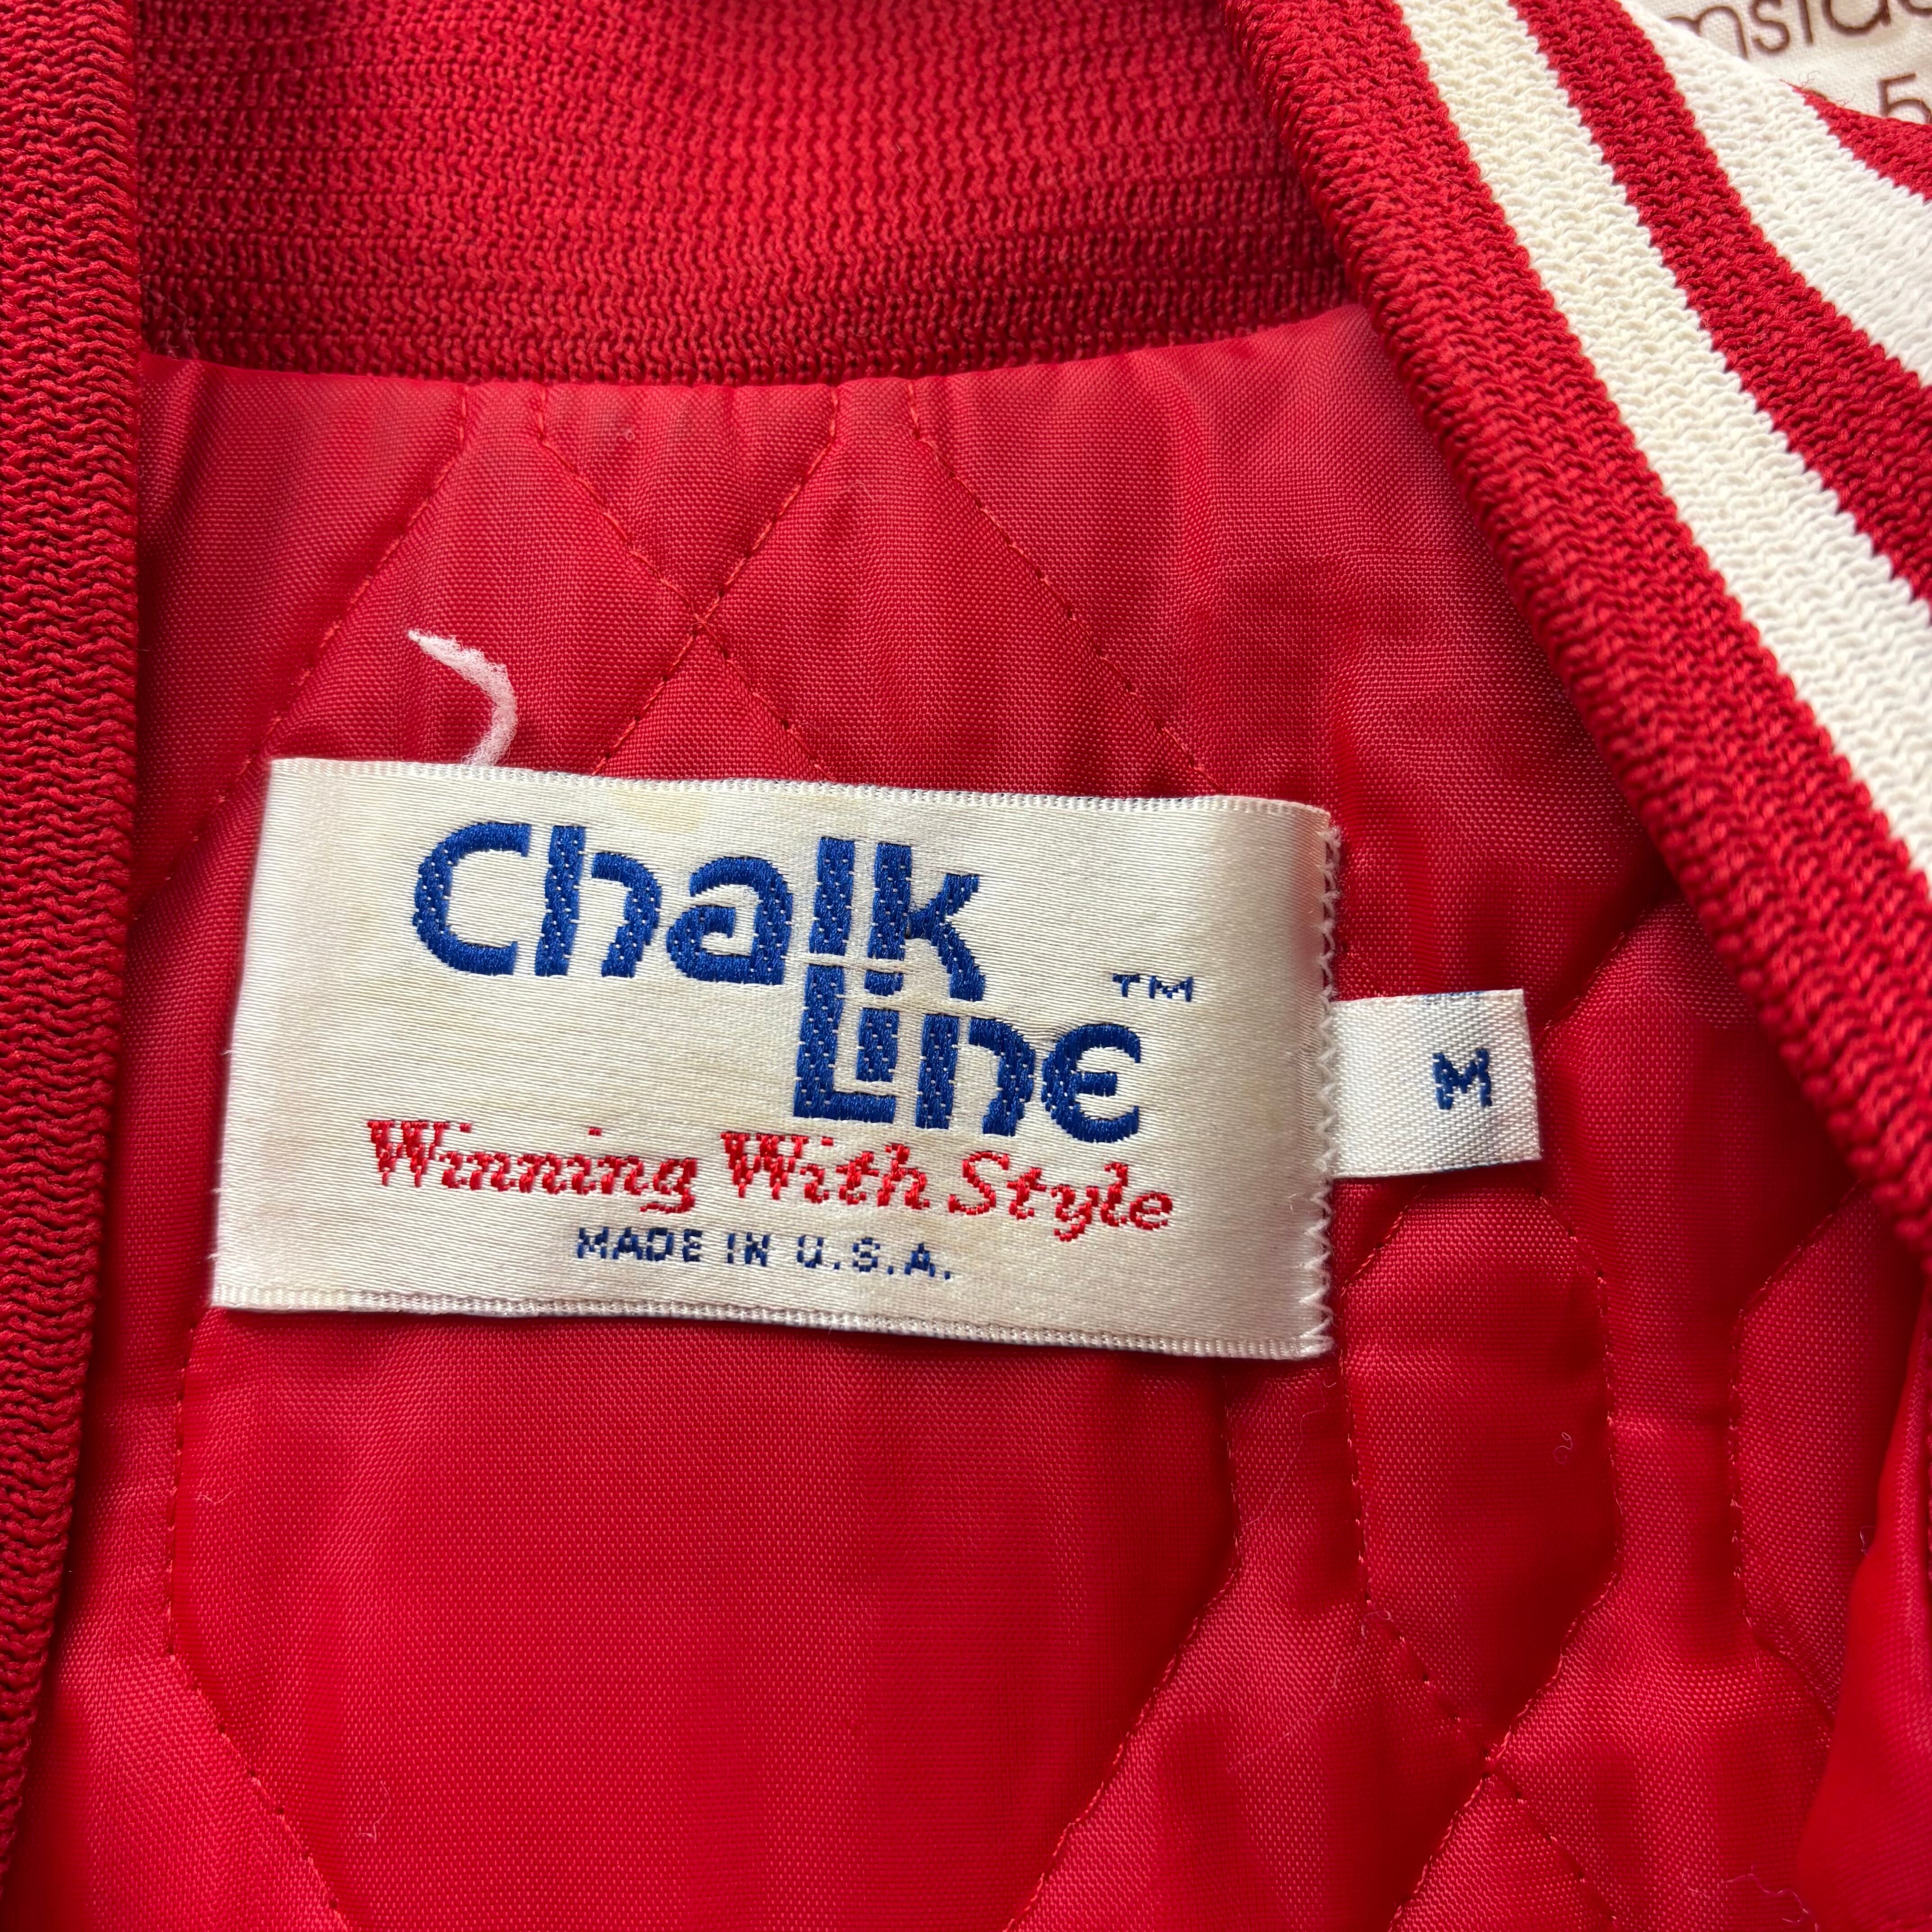 Chalk
Line ™
M
Winning With Style
MADE IN U.S.A.